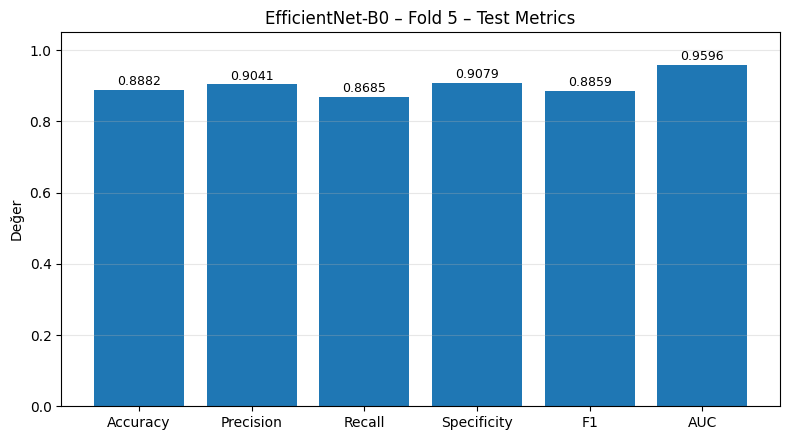 EfficientNet-B0 – Fold 5 – Test Metrics
Değer
1.0
0.8
0.6
0.4
0.2
0.0
0.8882
0.9041
0.8685
0.9079
0.8859
0.9596
Accuracy
Precision
Recall
Specificity
F1
AUC